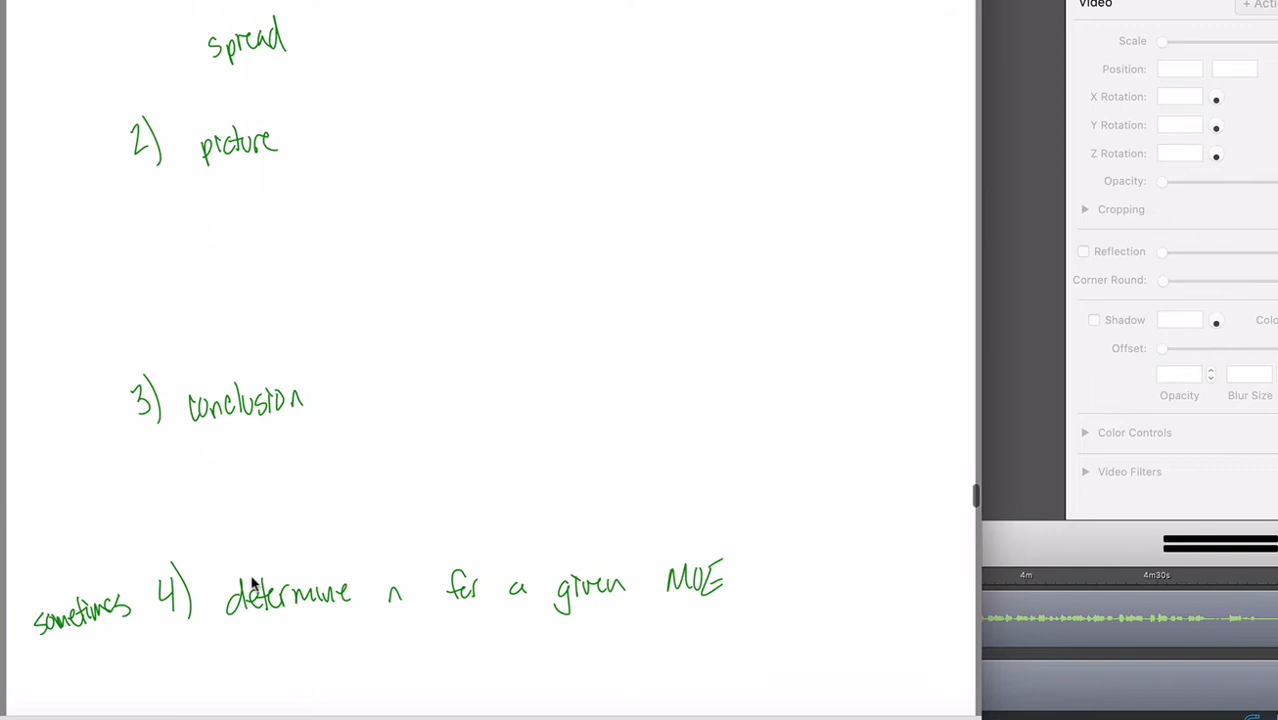 spread
2) picture
3) conclusion
sometimes 4) determine n for a given MOE
Video
Scale
Position:
X Rotation:
Y Rotation:
Z Rotation:
Opacity:
Cropping
Reflection
Corner Round:
Shadow
Offset:
Opacity
Blur Size
Color Controls
Video Filters
4m
4m30s